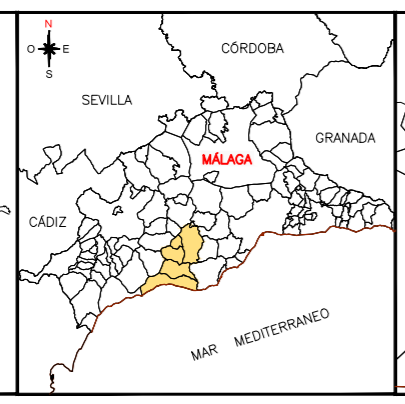 N
O E
S
CÓRDOBA
SEVILLA
GRANADA
MÁLAGA
CÁDIZ
MAR MEDITERRANEO